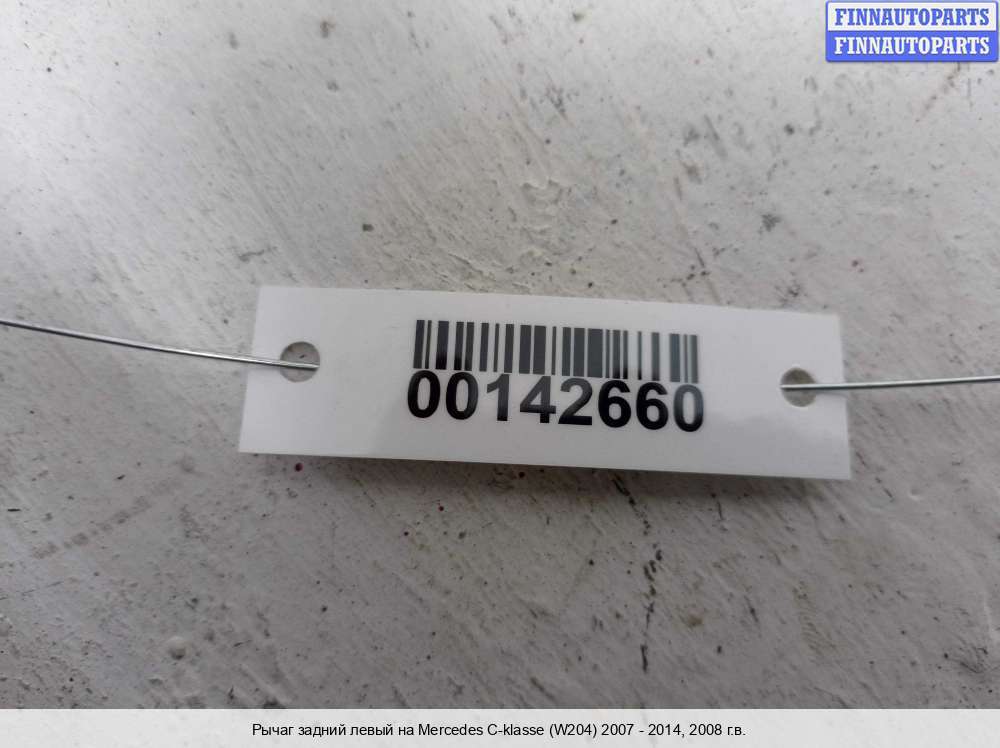 FINNAUTOPARTS
FINNAUTOPARTS
00142660
Рычаг задний левый на Mercedes C-klasse (W204) 2007 - 2014, 2008 г.в.